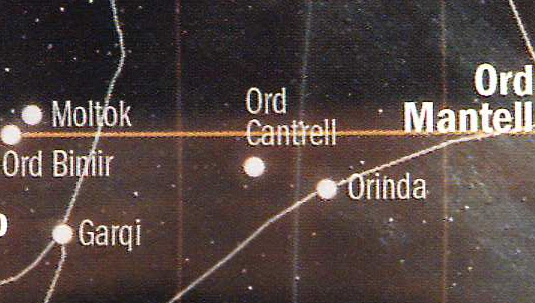 Ord
Mantell
Ord
Cantrell
Moltok
Ord Bimir
Orinda
Garqi